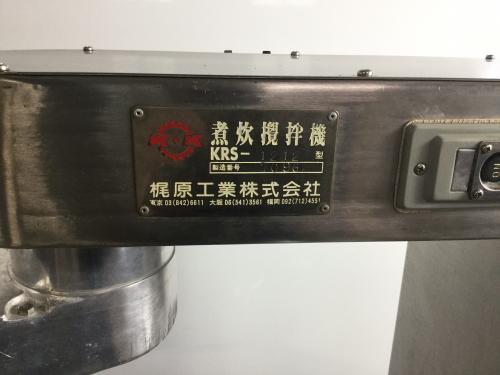 煮炊攪拌機
KRS- 型
製造番号
梶原工業株式会社
東京 03(842)6611 大阪 06(541)3561 福岡 092(712)4551